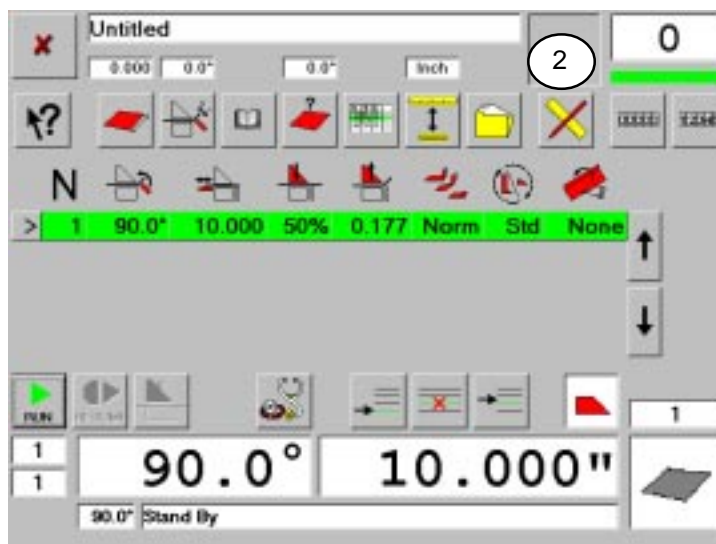 Untitled
0
2
0.000 0.0° 0.0° Inch
N
> 1 90.0° 10.000 50% 0.177 Norm Std None
RUN
1
1
90.0° 10.000"
1
90.0° Stand By